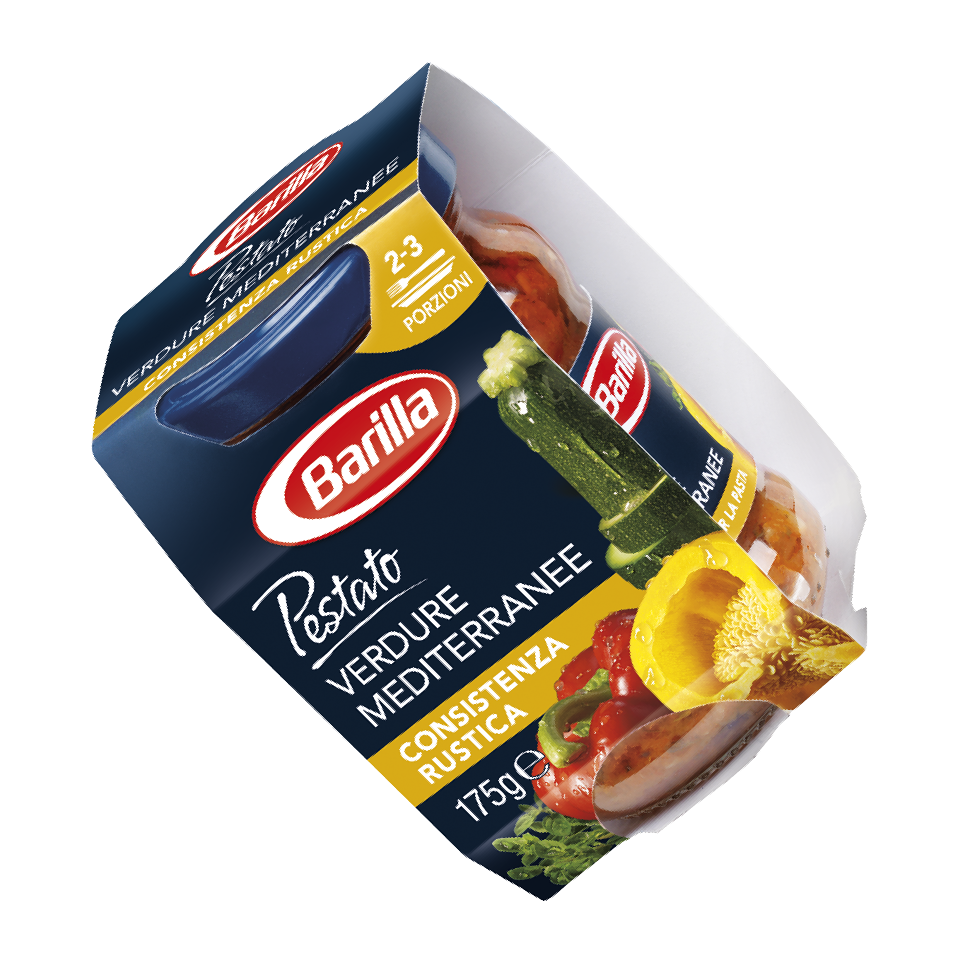 Barilla
Pestato
VERDURE MEDITERRANEE
CONSISTENZA RUSTICA
2-3
PORZIONI
Barilla
Pestato
VERDURE
MEDITERRANEE
CONSISTENZA
RUSTICA
175g e
Barilla
RANEE
R LA PASTA